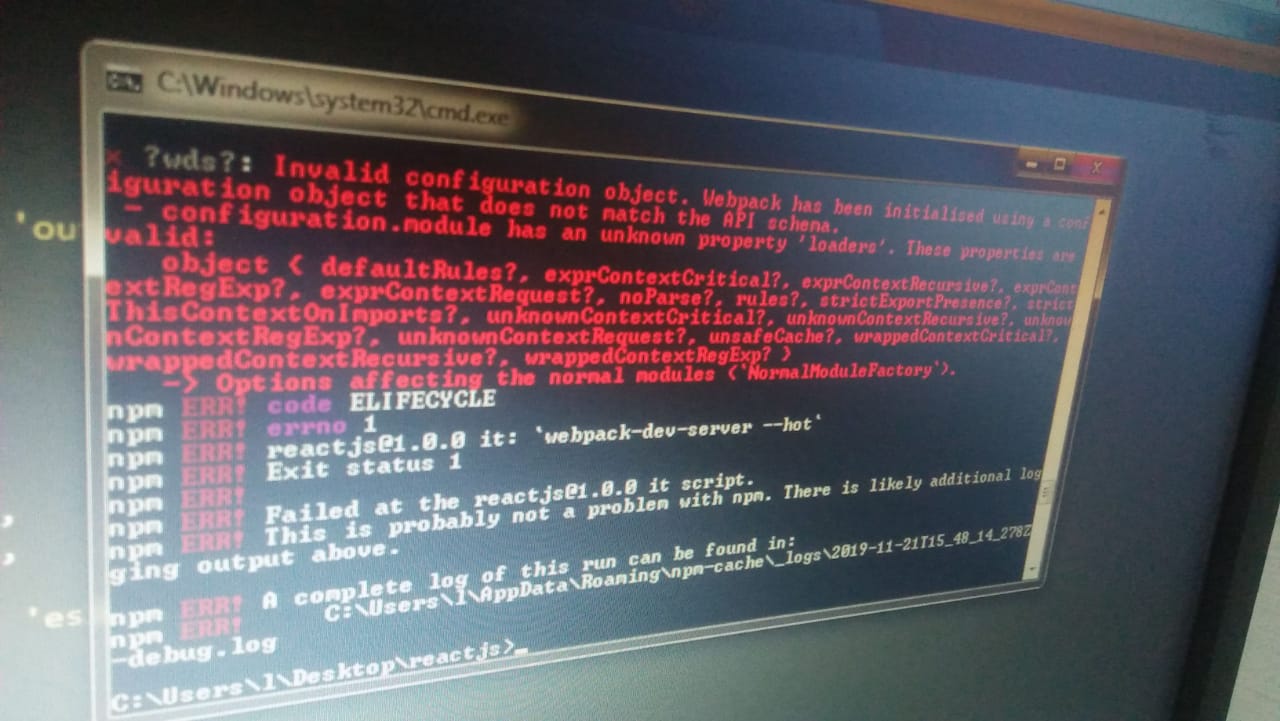 C:\Windows\system32\cmd.exe
× ?wds?: Invalid configuration object. Webpack has been initialised using a conf
iguration object that does not match the API schema.
- configuration.module has an unknown property 'loaders'. These properties are
valid:
object { defaultRules?, exprContextCritical?, exprContextRecursive?, exprCont
extRegExp?, exprContextRequest?, noParse?, rules?, strictExportPresence?, strict
ThisContextOnImports?, unknownContextCritical?, unknownContextRecursive?, unknow
nContextRegExp?, unknownContextRequest?, unsafeCache?, wrappedContextCritical?,
wrappedContextRecursive?, wrappedContextRegExp? }
-> Options affecting the normal modules (`NormalModuleFactory`).
npm ERR! code ELIFECYCLE
npm ERR! errno 1
npm ERR! reactjs@1.0.0 it: `webpack-dev-server --hot`
npm ERR! Exit status 1
npm ERR!
npm ERR! Failed at the reactjs@1.0.0 it script.
npm ERR! This is probably not a problem with npm. There is likely additional log
ging output above.
npm ERR! A complete log of this run can be found in:
npm ERR! C:\Users\l\AppData\Roaming\npm-cache\_logs\2019-11-21T15_48_14_278Z
-debug.log
C:\Users\l\Desktop\reactjs>_
'ou
,
,
'es